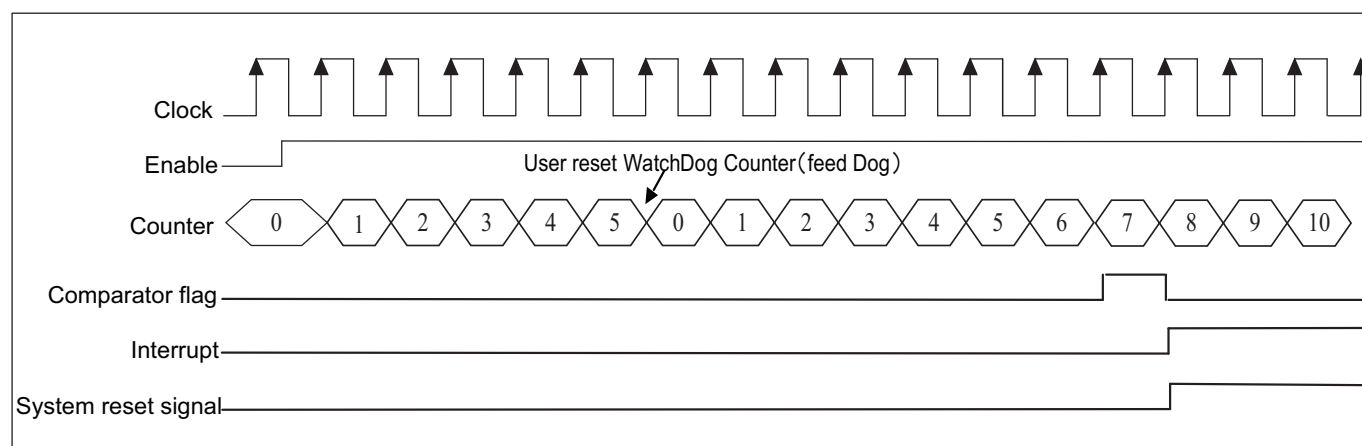 Clock
Enable
User reset WatchDog Counter(feed Dog)
Counter 0 1 2 3 4 5 0 1 2 3 4 5 6 7 8 9 10
Comparator flag
Interrupt
System reset signal